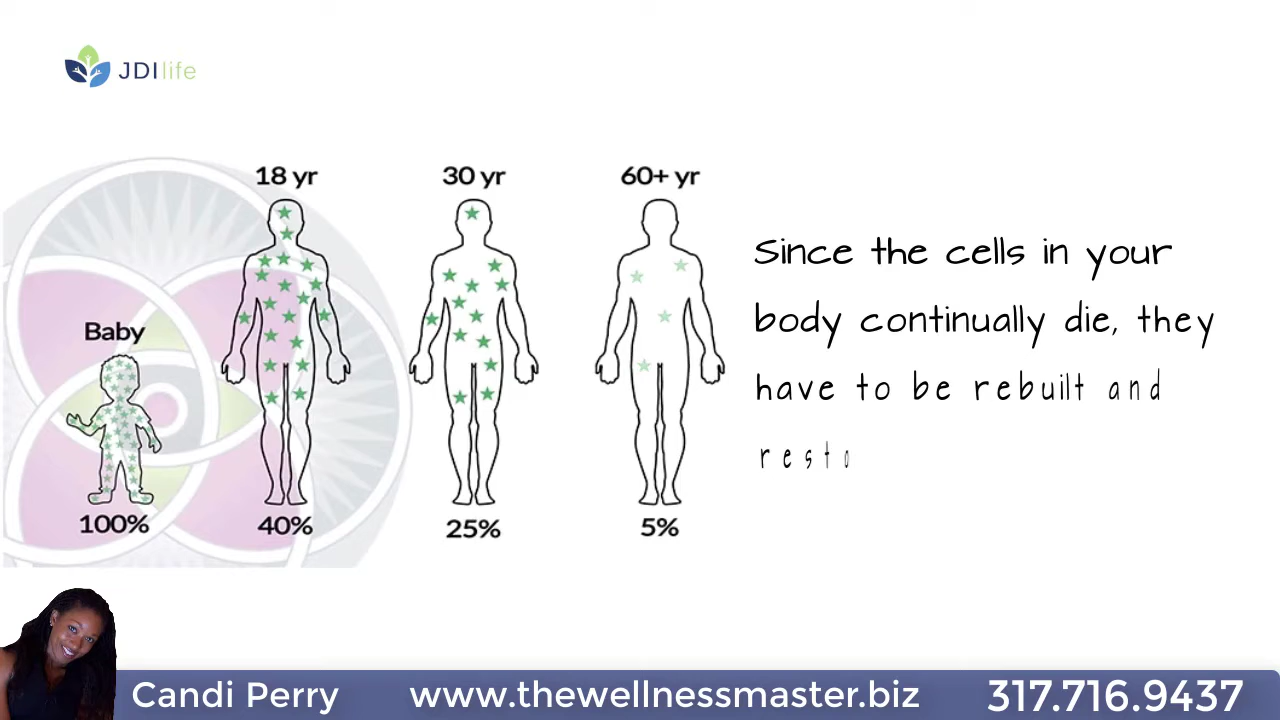 JDI life
18 yr
30 yr
60+ yr
Baby
100%
40%
25%
5%
Since the cells in your
body continually die, they
have to be rebuilt and
resto
Candi Perry
www.thewellnessmaster.biz
317.716.9437